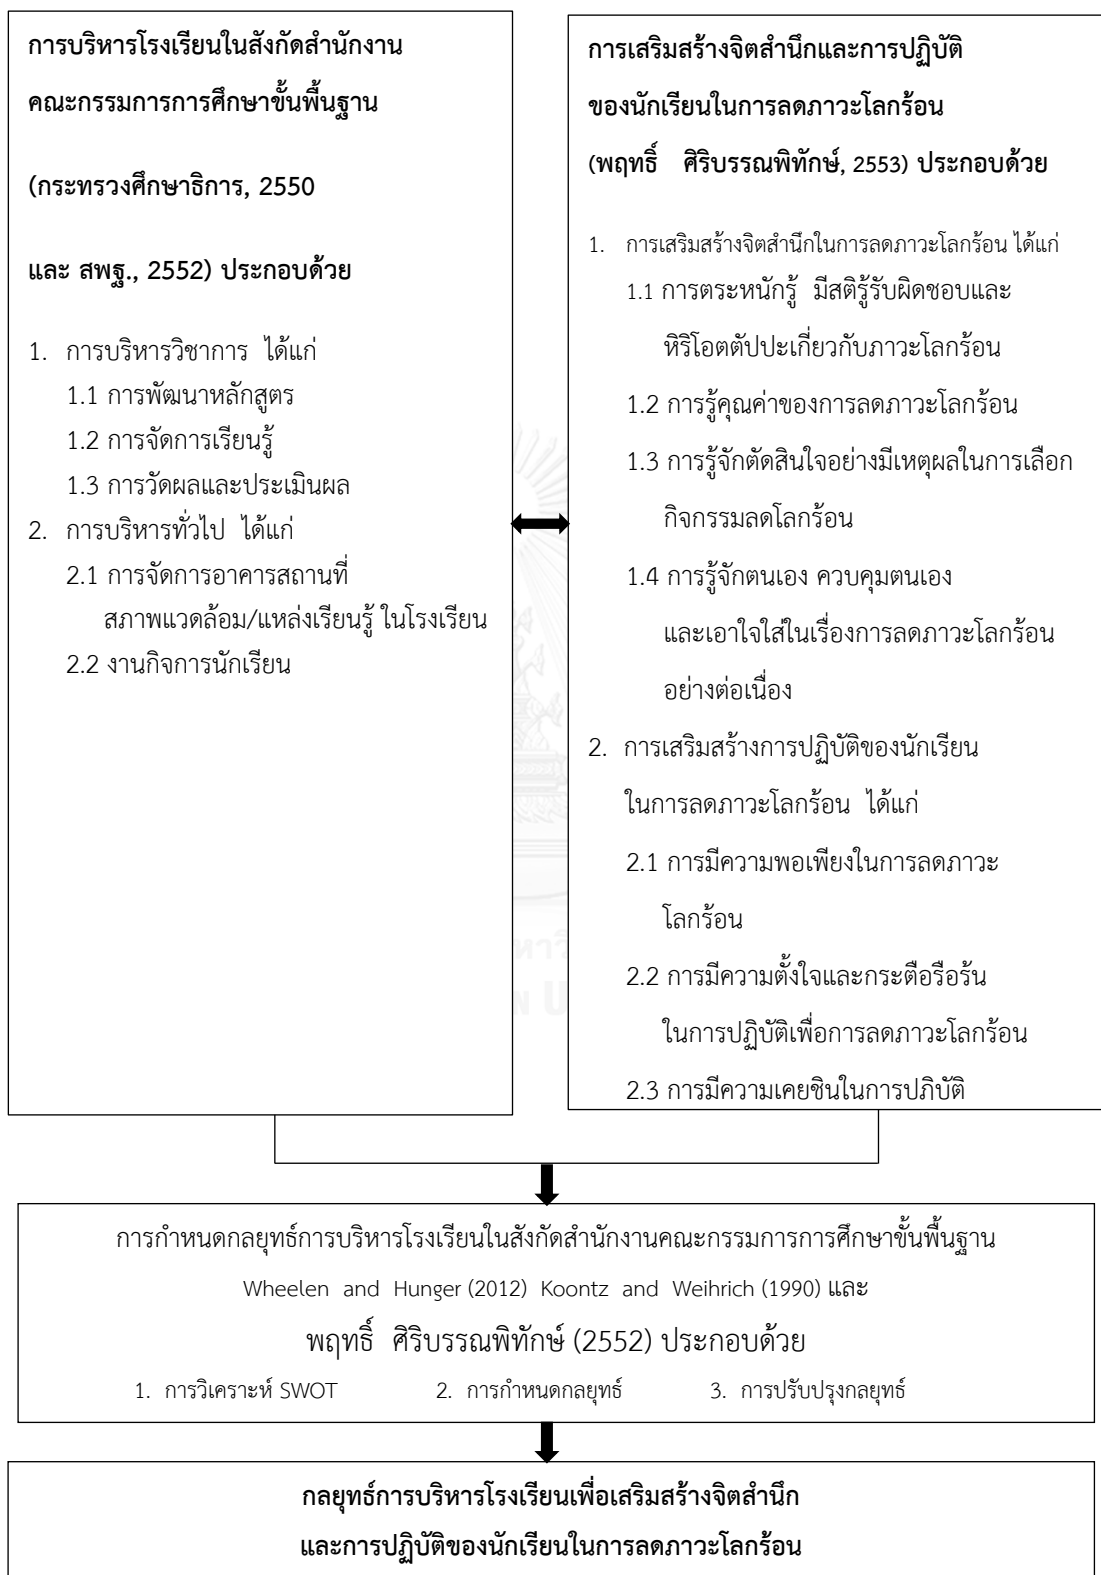 การบริหารโรงเรียนในสังกัดสำนักงาน
คณะกรรมการการศึกษาขั้นพื้นฐาน
(กระทรวงศึกษาธิการ, 2550
และ สพฐ., 2552) ประกอบด้วย
1. การบริหารวิชาการ ได้แก่
1.1 การพัฒนาหลักสูตร
1.2 การจัดการเรียนรู้
1.3 การวัดผลและประเมินผล
2. การบริหารทั่วไป ได้แก่
2.1 การจัดการอาคารสถานที่
สภาพแวดล้อม/แหล่งเรียนรู้ ในโรงเรียน
2.2 งานกิจการนักเรียน
การเสริมสร้างจิตสำนึกและการปฏิบัติ
ของนักเรียนในการลดภาวะโลกร้อน
(พฤทธิ์ ศิริบรรณพิทักษ์, 2553) ประกอบด้วย
1. การเสริมสร้างจิตสำนึกในการลดภาวะโลกร้อน ได้แก่
1.1 การตระหนักรู้ มีสติรู้รับผิดชอบและ
หิริโอตตัปปะเกี่ยวกับภาวะโลกร้อน
1.2 การรู้คุณค่าของการลดภาวะโลกร้อน
1.3 การรู้จักตัดสินใจอย่างมีเหตุผลในการเลือก
กิจกรรมลดโลกร้อน
1.4 การรู้จักตนเอง ควบคุมตนเอง
และเอาใจใส่ในเรื่องการลดภาวะโลกร้อน
อย่างต่อเนื่อง
2. การเสริมสร้างการปฏิบัติของนักเรียน
ในการลดภาวะโลกร้อน ได้แก่
2.1 การมีความพอเพียงในการลดภาวะ
โลกร้อน
2.2 การมีความตั้งใจและกระตือรือร้น
ในการปฏิบัติเพื่อการลดภาวะโลกร้อน
2.3 การมีความเคยชินในการปฏิบัติ
การกำหนดกลยุทธ์การบริหารโรงเรียนในสังกัดสำนักงานคณะกรรมการการศึกษาขั้นพื้นฐาน
Wheelen and Hunger (2012) Koontz and Weihrich (1990) และ
พฤทธิ์ ศิริบรรณพิทักษ์ (2552) ประกอบด้วย
1. การวิเคราะห์ SWOT 2. การกำหนดกลยุทธ์ 3. การปรับปรุงกลยุทธ์
กลยุทธ์การบริหารโรงเรียนเพื่อเสริมสร้างจิตสำนึก
และการปฏิบัติของนักเรียนในการลดภาวะโลกร้อน